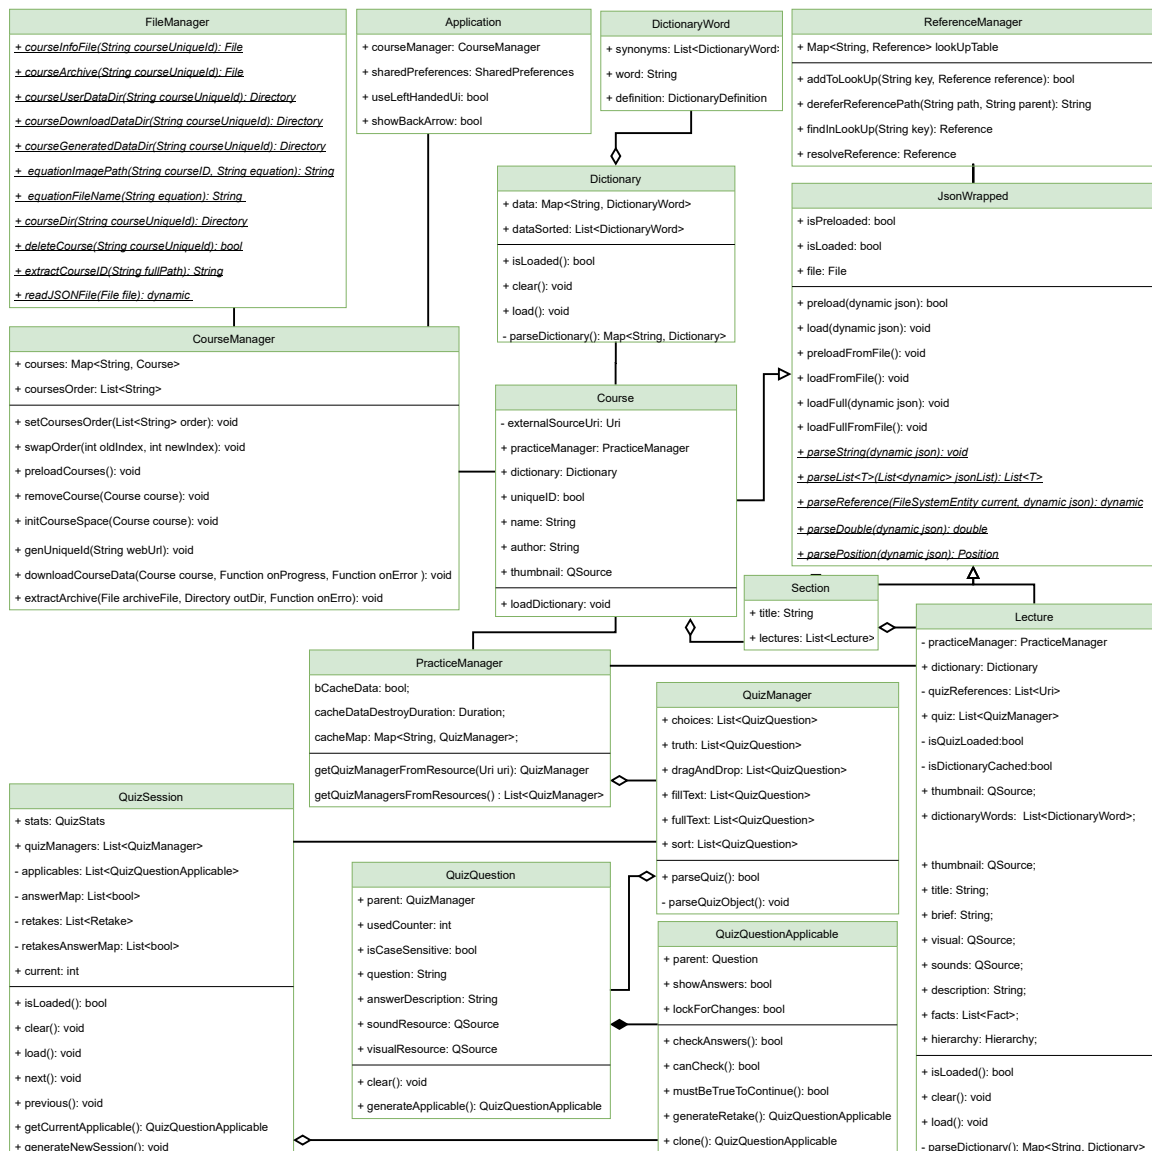 FileManager
+ courseInfoFile(String courseUniqueId): File
+ courseArchive(String courseUniqueId): File
+ courseUserDataDir(String courseUniqueId): Directory
+ courseDownloadDataDir(String courseUniqueId): Directory
+ courseGeneratedDataDir(String courseUniqueId): Directory
+ equationImagePath(String courseID, String equation): String
+ equationFileName(String equation): String
+ courseDir(String courseUniqueId): Directory
+ deleteCourse(String courseUniqueId): bool
+ extractCourseID(String fullPath): String
+ readJSONFile(File file): dynamic
Application
+ courseManager: CourseManager
+ sharedPreferences: SharedPreferences
+ useLeftHandedUi: bool
+ showBackArrow: bool
DictionaryWord
+ synonyms: List<DictionaryWord>
+ word: String
+ definition: DictionaryDefinition
ReferenceManager
+ Map<String, Reference> lookUpTable
+ addToLookUp(String key, Reference reference): bool
+ dereferReferencePath(String path, String parent): String
+ findInLookUp(String key): Reference
+ resolveReference: Reference
Dictionary
+ data: Map<String, DictionaryWord>
+ dataSorted: List<DictionaryWord>
+ isLoaded(): bool
+ clear(): void
+ load(): void
- parseDictionary(): Map<String, Dictionary>
JsonWrapped
+ isPreloaded: bool
+ isLoaded: bool
+ file: File
+ preload(dynamic json): bool
+ load(dynamic json): void
+ preloadFromFile(): void
+ loadFromFile(): void
+ loadFull(dynamic json): void
+ loadFullFromFile(): void
+ parseString(dynamic json): void
+ parseList<T>(List<dynamic> jsonList): List<T>
+ parseReference(FileSystemEntity current, dynamic json): dynamic
+ parseDouble(dynamic json): double
+ parsePosition(dynamic json): Position
CourseManager
+ courses: Map<String, Course>
+ coursesOrder: List<String>
+ setCoursesOrder(List<String> order): void
+ swapOrder(int oldIndex, int newIndex): void
+ preloadCourses(): void
+ removeCourse(Course course): void
+ initCourseSpace(Course course): void
+ genUniqueId(String webUrl): void
+ downloadCourseData(Course course, Function onProgress, Function onError ): void
+ extractArchive(File archiveFile, Directory outDir, Function onErro): void
Course
- externalSourceUri: Uri
+ practiceManager: PracticeManager
+ dictionary: Dictionary
+ uniqueID: bool
+ name: String
+ author: String
+ thumbnail: QSource
+ loadDictionary: void
Section
+ title: String
+ lectures: List<Lecture>
Lecture
- practiceManager: PracticeManager
+ dictionary: Dictionary
- quizReferences: List<Uri>
+ quiz: List<QuizManager>
- isQuizLoaded:bool
- isDictionaryCached:bool
+ thumbnail: QSource;
+ dictionaryWords: List<DictionaryWord>;
+ thumbnail: QSource;
+ title: String;
+ brief: String;
+ visual: QSource;
+ sounds: QSource;
+ description: String;
+ facts: List<Fact>;
+ hierarchy: Hierarchy;
+ isLoaded(): bool
+ clear(): void
+ load(): void
- parseDictionary(): Map<String, Dictionary>
PracticeManager
bCacheData: bool;
cacheDataDestroyDuration: Duration;
cacheMap: Map<String, QuizManager>;
getQuizManagerFromResource(Uri uri): QuizManager
getQuizManagersFromResources() : List<QuizManager>
QuizManager
+ choices: List<QuizQuestion>
+ truth: List<QuizQuestion>
+ dragAndDrop: List<QuizQuestion>
+ fillText: List<QuizQuestion>
+ fullText: List<QuizQuestion>
+ sort: List<QuizQuestion>
+ parseQuiz(): bool
- parseQuizObject(): void
QuizSession
+ stats: QuizStats
+ quizManagers: List<QuizManager>
- applicables: List<QuizQuestionApplicable>
- answerMap: List<bool>
- retakes: List<Retake>
- retakesAnswerMap: List<bool>
+ current: int
+ isLoaded(): bool
+ clear(): void
+ load(): void
+ next(): void
+ previous(): void
+ getCurrentApplicable(): QuizQuestionApplicable
+ generateNewSession(): void
QuizQuestion
+ parent: QuizManager
+ usedCounter: int
+ isCaseSensitive: bool
+ question: String
+ answerDescription: String
+ soundResource: QSource
+ visualResource: QSource
+ clear(): void
+ generateApplicable(): QuizQuestionApplicable
QuizQuestionApplicable
+ parent: Question
+ showAnswers: bool
+ lockForChanges: bool
+ checkAnswers(): bool
+ canCheck(): bool
+ mustBeTrueToContinue(): bool
+ generateRetake(): QuizQuestionApplicable
+ clone(): QuizQuestionApplicable